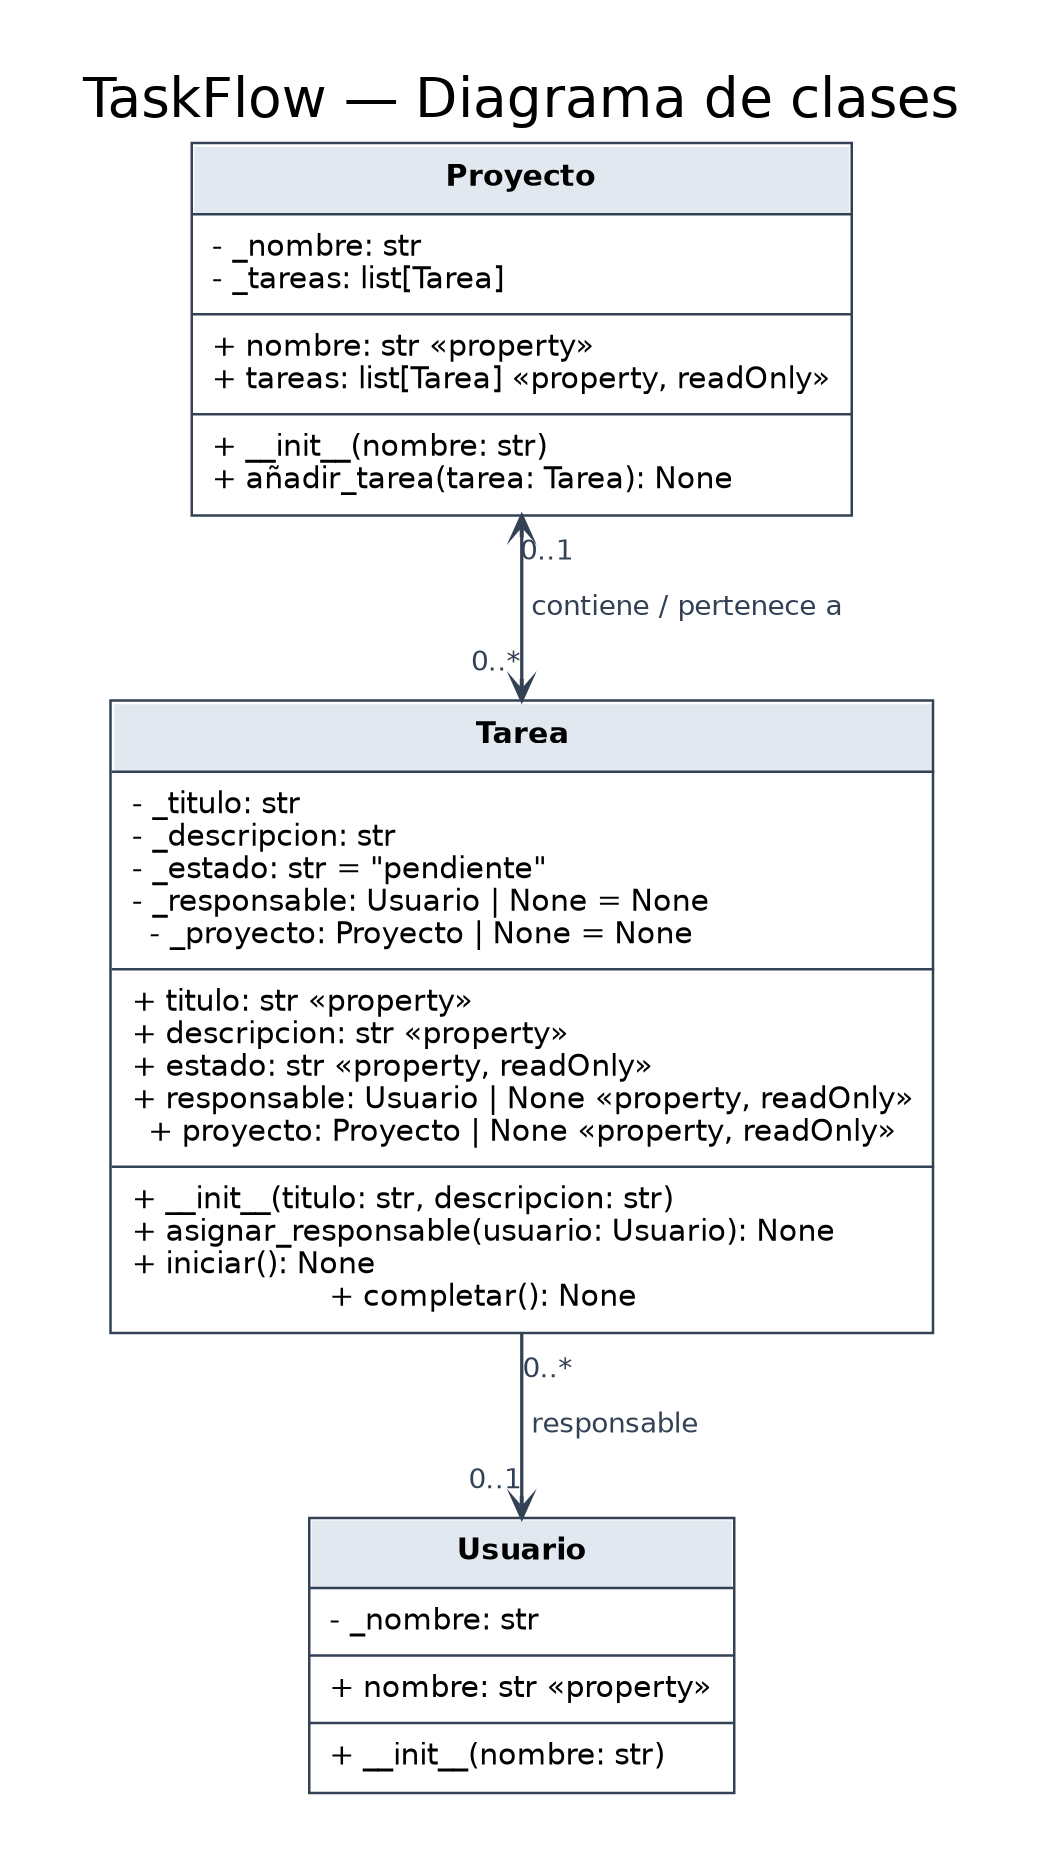 TaskFlow — Diagrama de clases
Proyecto
- _nombre: str
- _tareas: list[Tarea]
+ nombre: str «property»
+ tareas: list[Tarea] «property, readOnly»
+ __init__(nombre: str)
+ añadir_tarea(tarea: Tarea): None
0..1
contiene / pertenece a
0..*
Tarea
- _titulo: str
- _descripcion: str
- _estado: str = "pendiente"
- _responsable: Usuario | None = None
- _proyecto: Proyecto | None = None
+ titulo: str «property»
+ descripcion: str «property»
+ estado: str «property, readOnly»
+ responsable: Usuario | None «property, readOnly»
+ proyecto: Proyecto | None «property, readOnly»
+ __init__(titulo: str, descripcion: str)
+ asignar_responsable(usuario: Usuario): None
+ iniciar(): None
+ completar(): None
0..*
responsable
0..1
Usuario
- _nombre: str
+ nombre: str «property»
+ __init__(nombre: str)